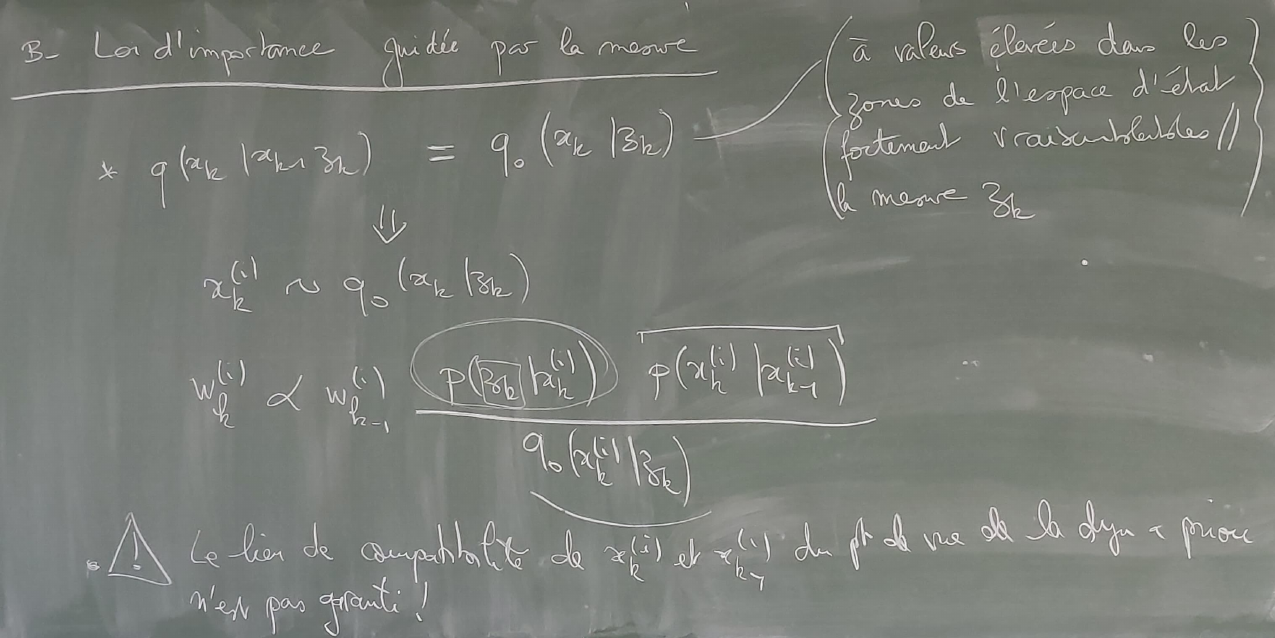 B- Loi d'importance guidée par la mesure
(à valeurs élevées dans les
zones de l'espace d'état
fortement vraisemblables //
la mesure z_k)
* q(x_k | x_{k-1} z_k) = q_0(x_k | z_k)
⇓
x_k^{(i)} ~ q_0(x_k | z_k)
w_k^{(i)} ∝ w_{k-1}^{(i)} p(z_k | x_k^{(i)}) p(x_k^{(i)} | x_{k-1}^{(i)})
q_0(x_k^{(i)} | z_k)
⚠ Le lien de compatibilité de x_k^{(i)} et x_{k-1}^{(i)} du pt de vue de la dyn a priori
n'est pas garanti !